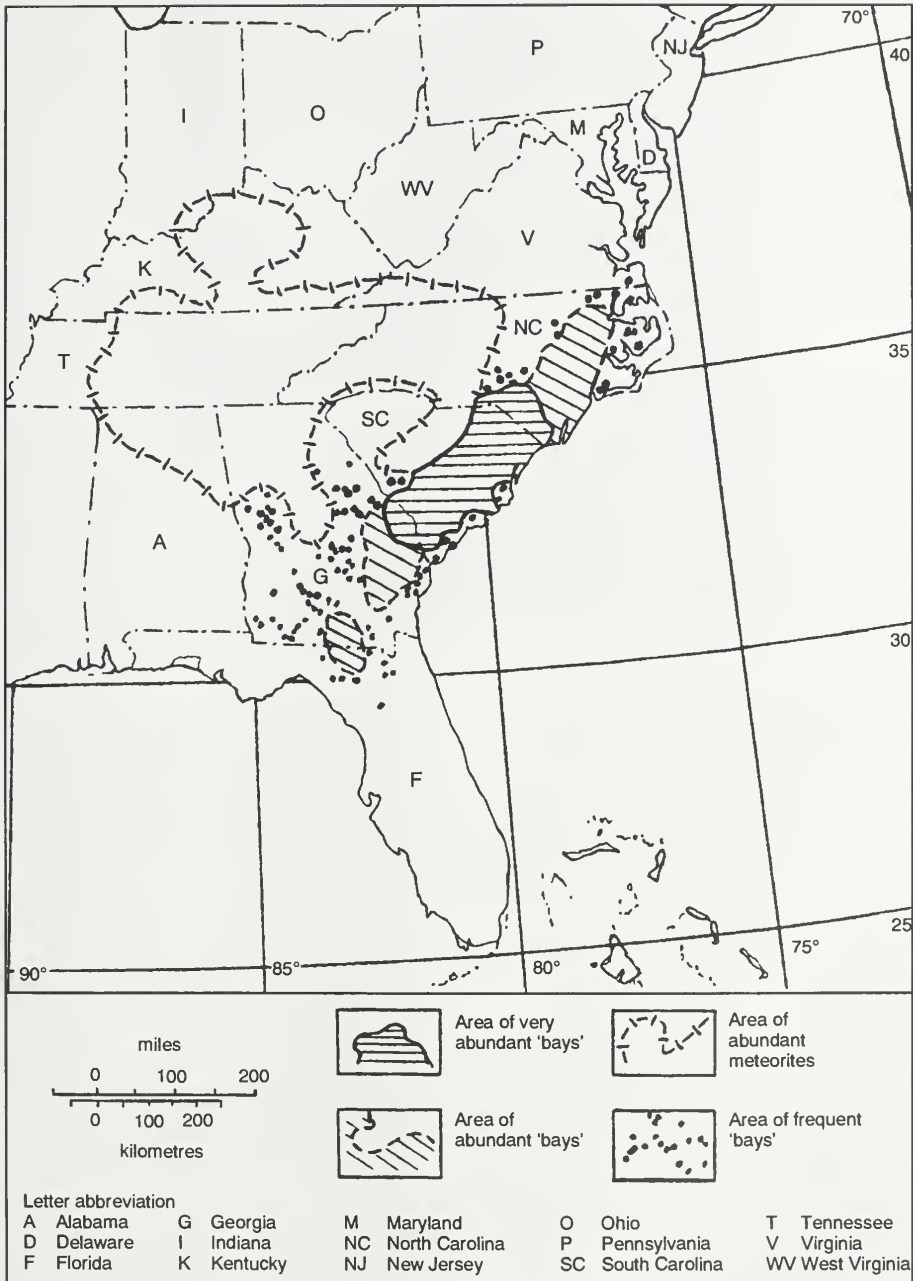 70°
P
NJ
40
I
O
M
D
WV
V
K
NC
35
T
SC
A
G
30
F
25
90°
85°
80°
75°
miles
0 100 200
0 100 200
kilometres
Area of very
abundant 'bays'
Area of
abundant
meteorites
Area of
abundant 'bays'
Area of frequent
'bays'
Letter abbreviation
A Alabama G Georgia M Maryland O Ohio T Tennessee
D Delaware I Indiana NC North Carolina P Pennsylvania V Virginia
F Florida K Kentucky NJ New Jersey SC South Carolina WV West Virginia